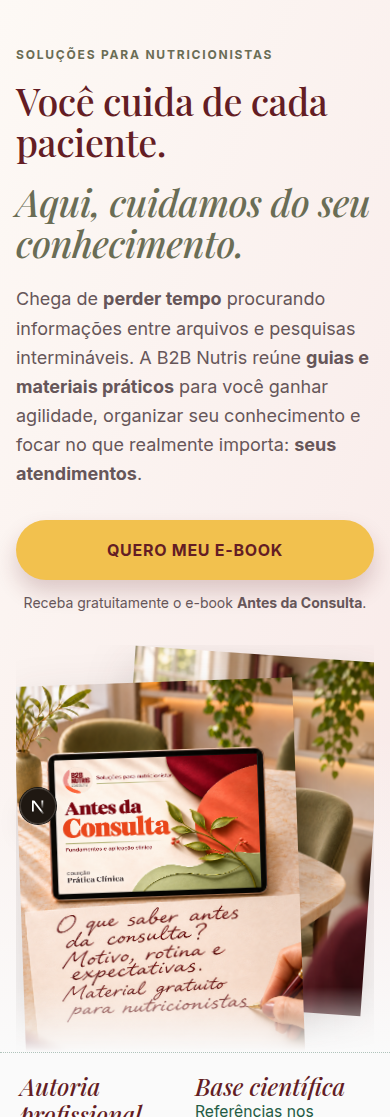 SOLUÇÕES PARA NUTRICIONISTAS
Você cuida de cada
paciente.
Aqui, cuidamos do seu
conhecimento.
Chega de perder tempo procurando
informações entre arquivos e pesquisas
intermináveis. A B2B Nutris reúne guias e
materiais práticos para você ganhar
agilidade, organizar seu conhecimento e
focar no que realmente importa: seus
atendimentos.
QUERO MEU E-BOOK
Receba gratuitamente o e-book Antes da Consulta.
B2B
NUTRIS
Soluções para nutricionistas
Antes da
Consulta
Fundamentos e aplicação clínica
COLEÇÃO
Prática Clínica
N
O que saber antes
da consulta?
Motivo, rotina e
expectativas.
Material gratuito
para nutricionistas
Autoria
profissional
Base científica
Referências nos